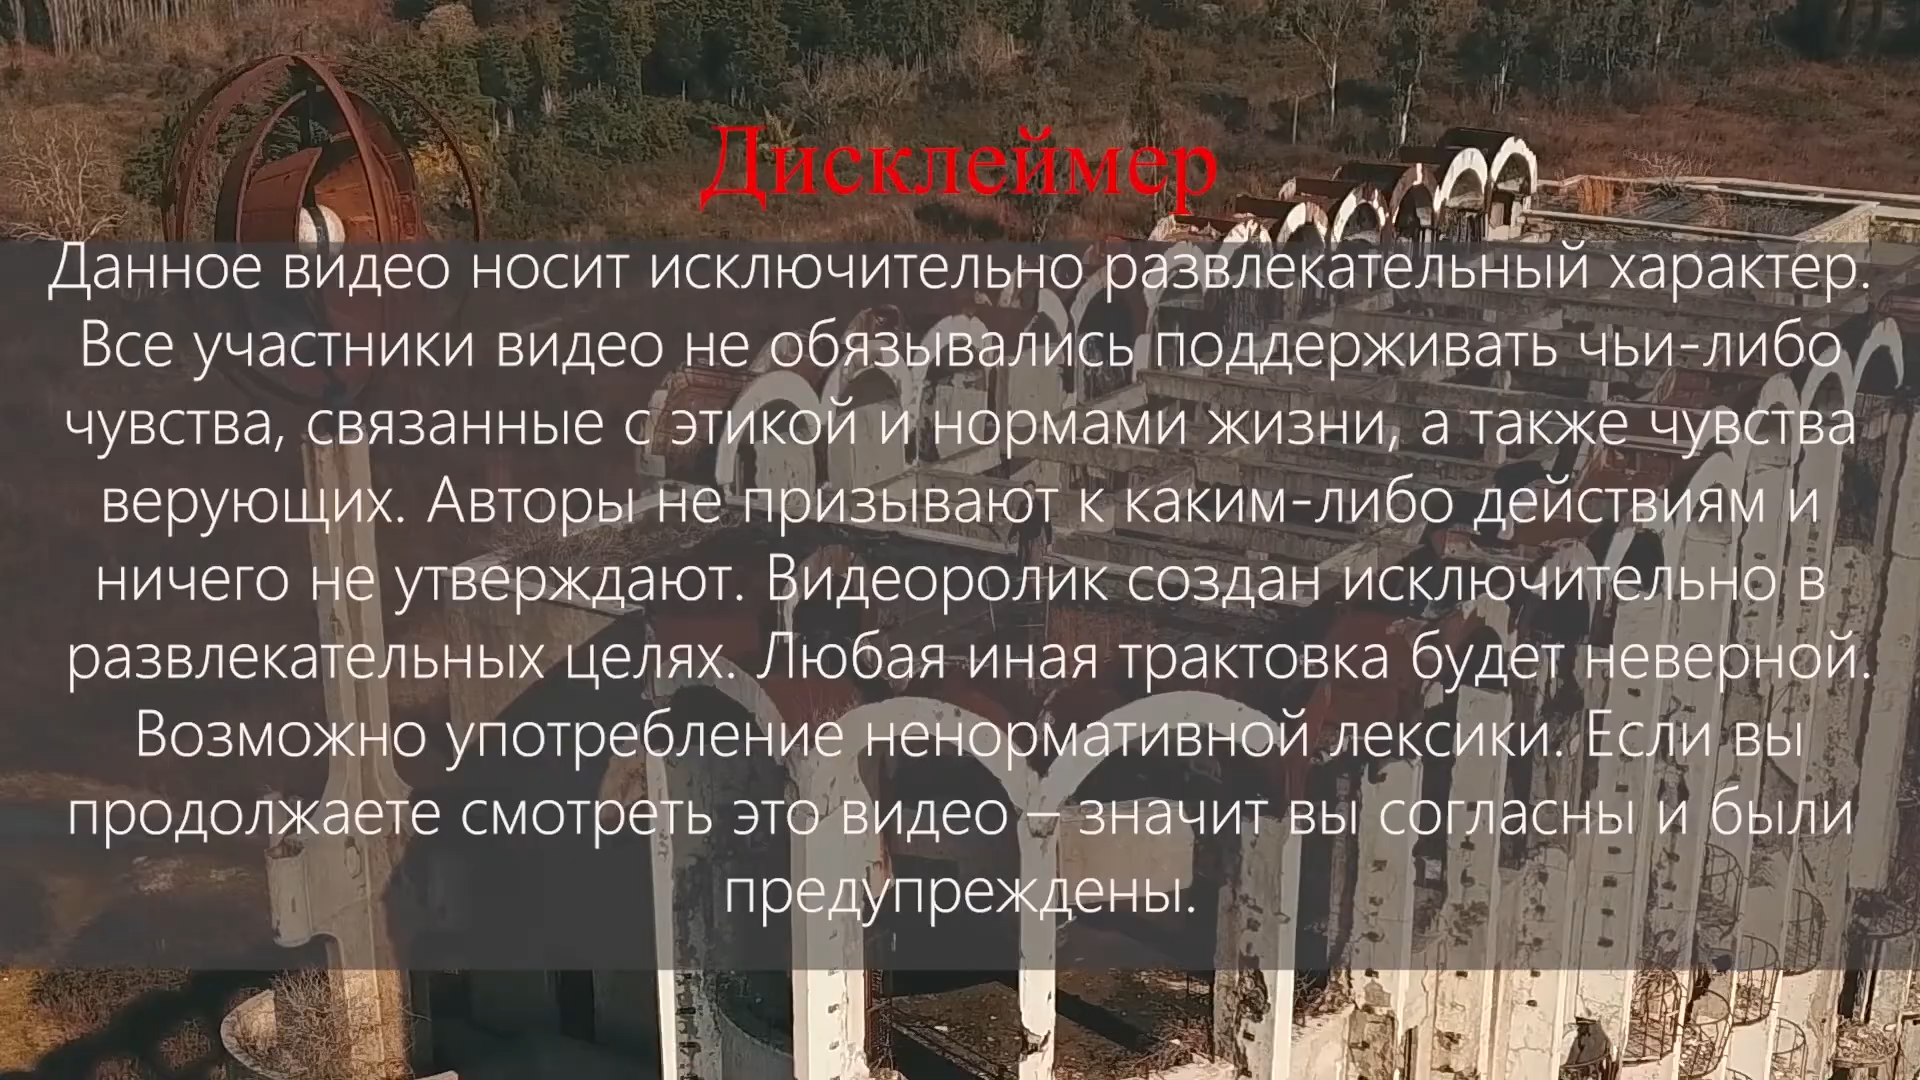 Дисклеймер
Данное видео носит исключительно развлекательный характер.
Все участники видео не обязывались поддерживать чьи-либо
чувства, связанные с этикой и нормами жизни, а также чувства
верующих. Авторы не призывают к каким-либо действиям и
ничего не утверждают. Видеоролик создан исключительно в
развлекательных целях. Любая иная трактовка будет неверной.
Возможно употребление ненормативной лексики. Если вы
продолжаете смотреть это видео – значит вы согласны и были
предупреждены.